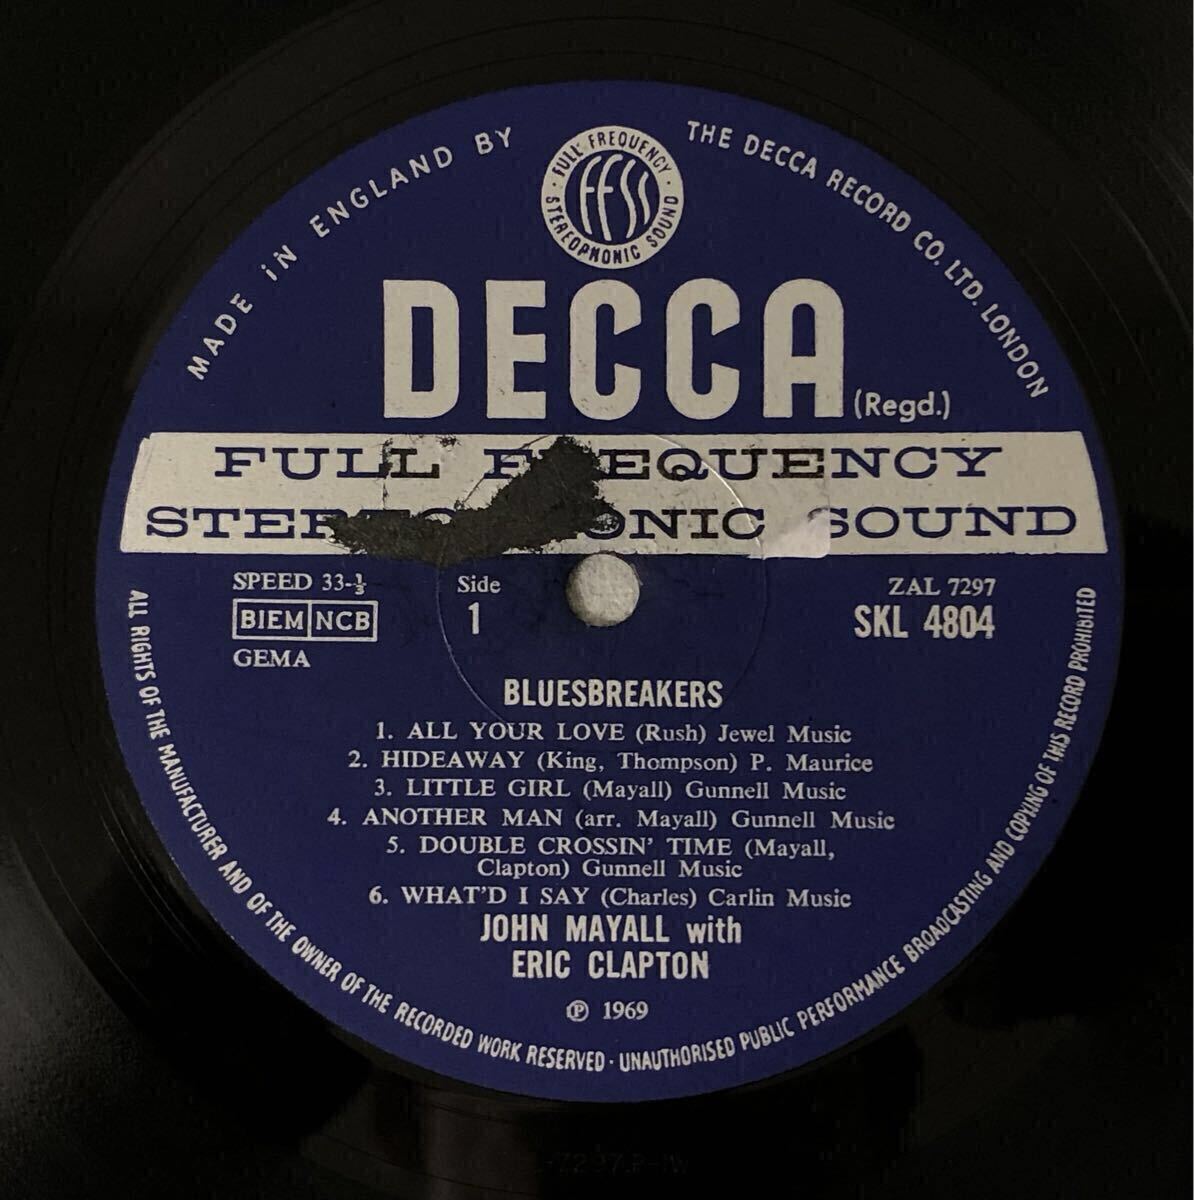 MADE iN ENGLAND BY
THE DECCA RECORD CO. LTD. LONDON
FULL FREQUENCY
FFSS
STEREOPHONIC SOUND
DECCA (Regd.)
FULL FREQUENCY
SOUND
SPEED 33-⅓
BIEM NCB
GEMA
Side
1
ZAL 7297
SKL 4804
BLUESBREAKERS
1. ALL YOUR LOVE (Rush) Jewel Music
2. HIDEAWAY (King, Thompson) P. Maurice
3. LITTLE GIRL (Mayall) Gunnell Music
4. ANOTHER MAN (arr. Mayall) Gunnell Music
5. DOUBLE CROSSIN' TIME (Mayall,
Clapton) Gunnell Music
6. WHAT'D I SAY (Charles) Carlin Music
JOHN MAYALL with
ERIC CLAPTON
℗ 1969
ALL RIGHTS OF THE MANUFACTURER AND OF THE OWNER OF THE RECORDED WORK RESERVED · UNAUTHORISED PUBLIC PERFORMANCE BROADCASTING AND COPYING OF THIS RECORD PROHIBITED